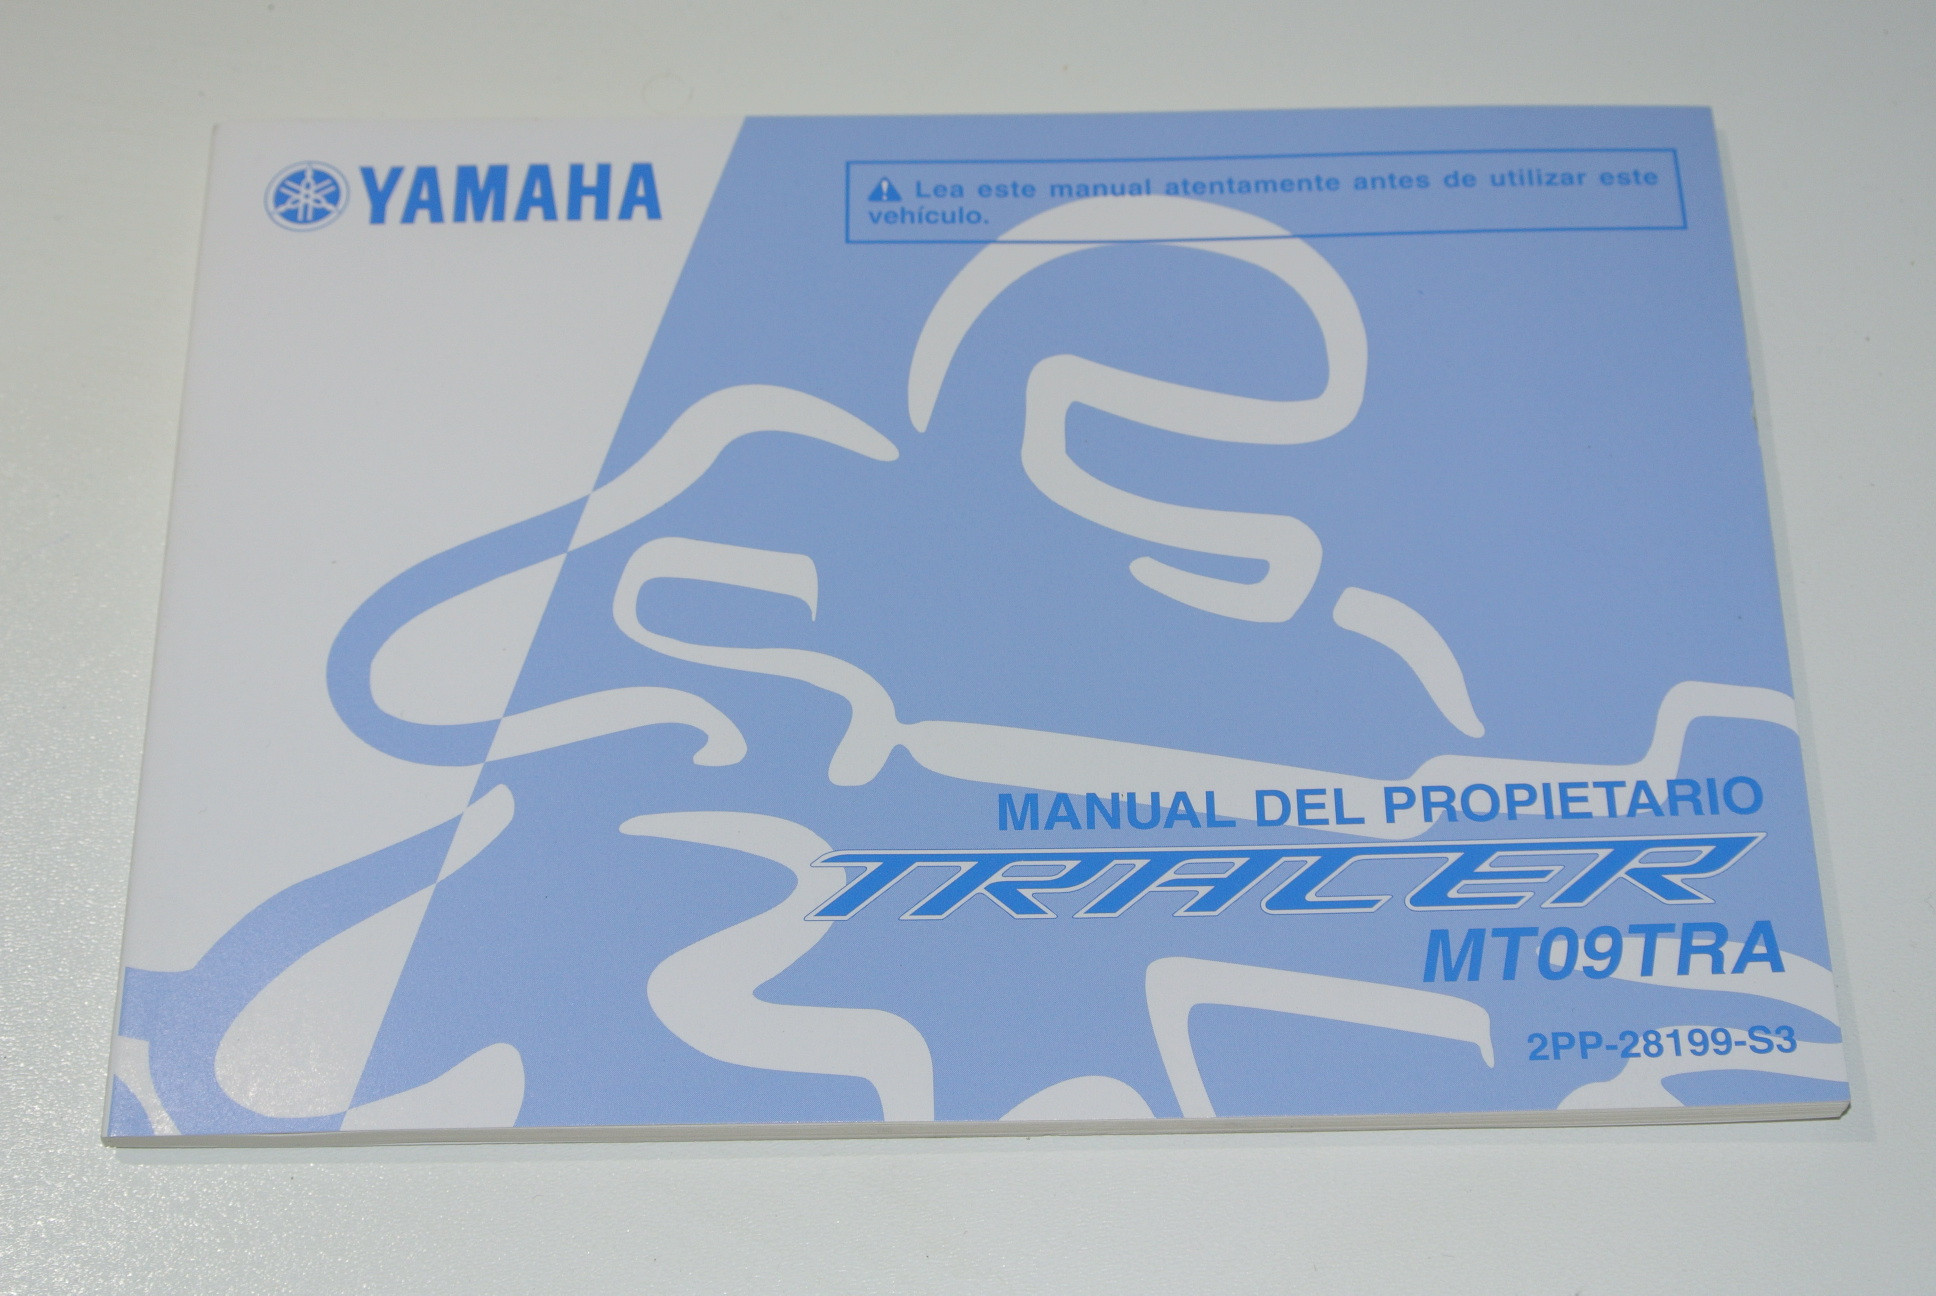 YAMAHA
⚠ Lea este manual atentamente antes de utilizar este
vehículo.
MANUAL DEL PROPIETARIO
TRACER
MT09TRA
2PP-28199-S3